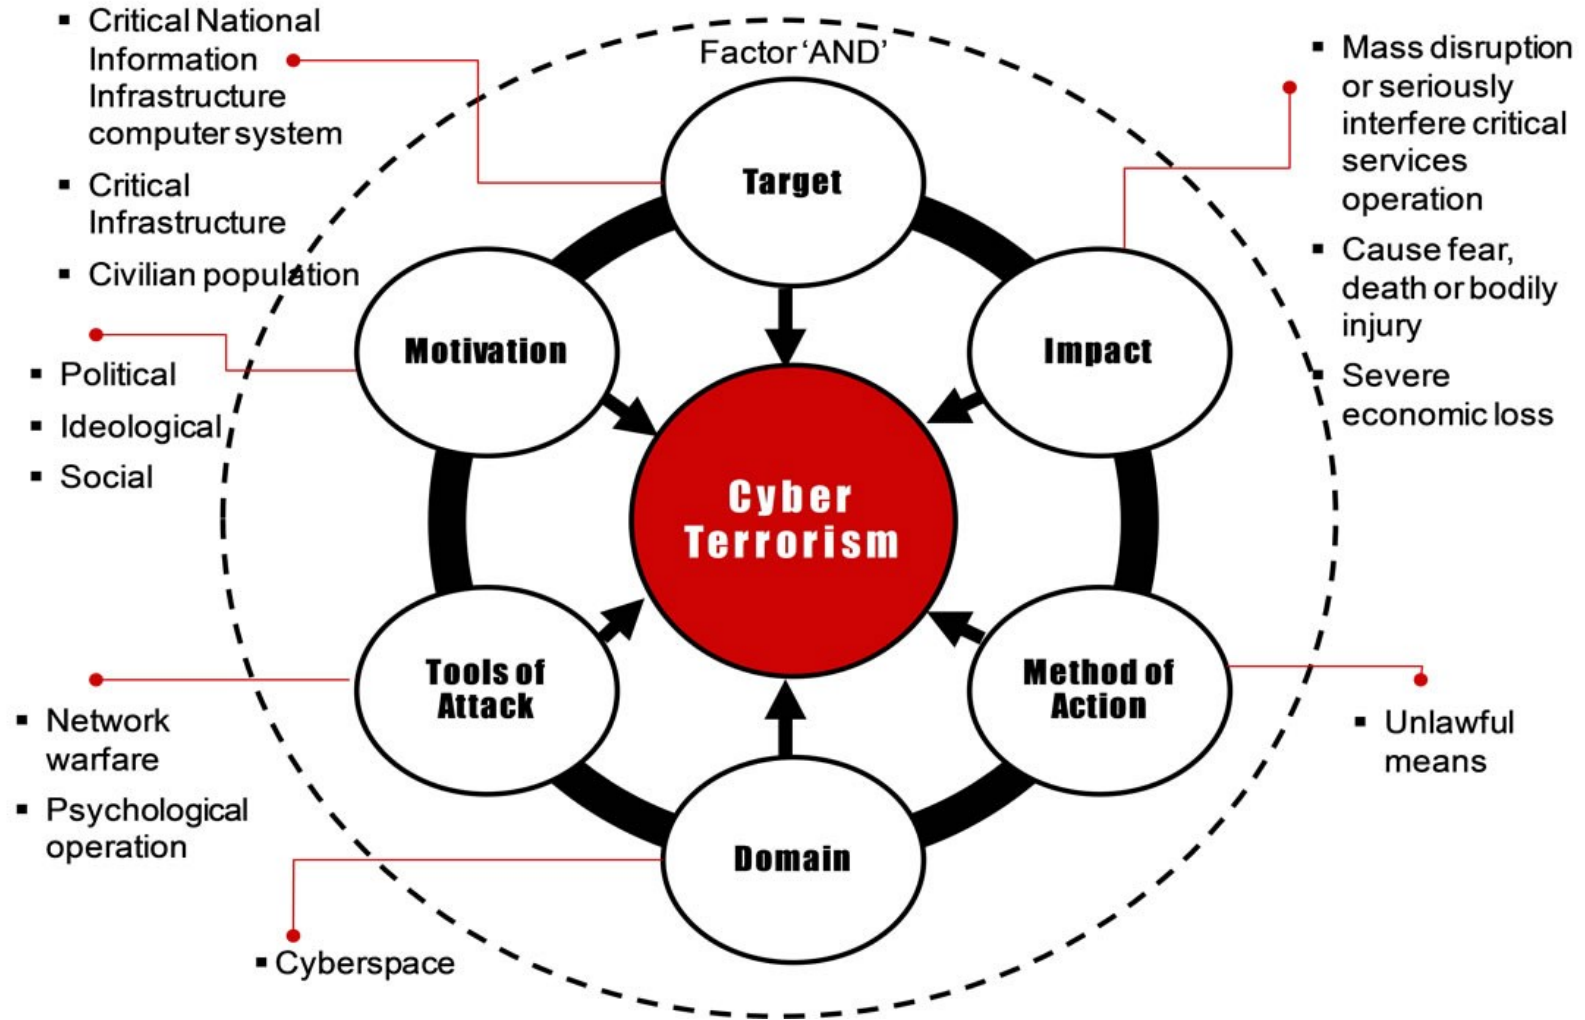 Factor ‘AND’
▪ Critical National
Information
Infrastructure
computer system
▪ Critical
Infrastructure
▪ Civilian population
Target
▪ Mass disruption
or seriously
interfere critical
services
operation
▪ Cause fear,
death or bodily
injury
▪ Severe
economic loss
Motivation
▪ Political
▪ Ideological
▪ Social
Impact
Cyber
Terrorism
Tools of
Attack
▪ Network
warfare
▪ Psychological
operation
Method of
Action
▪ Unlawful
means
Domain
▪ Cyberspace